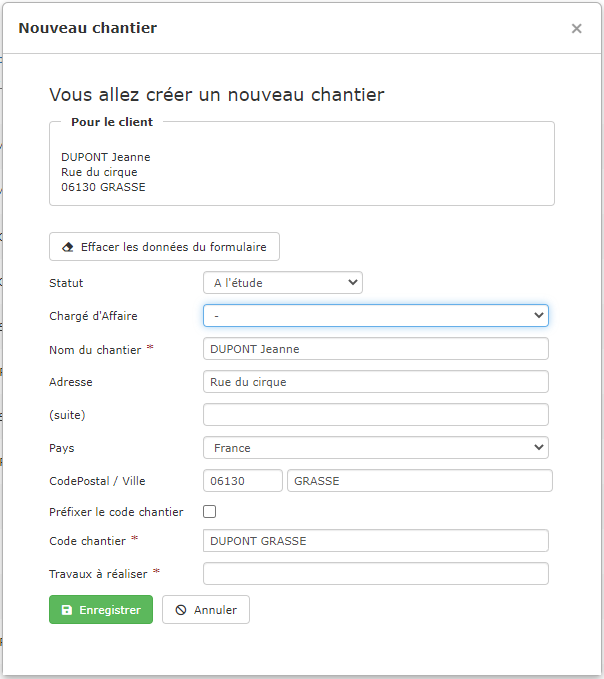 Nouveau chantier ×
Vous allez créer un nouveau chantier
Pour le client
DUPONT Jeanne
Rue du cirque
06130 GRASSE
Effacer les données du formulaire
Statut A l'étude
Chargé d'Affaire -
Nom du chantier * DUPONT Jeanne
Adresse Rue du cirque
(suite)
Pays France
CodePostal / Ville 06130 GRASSE
Préfixer le code chantier
Code chantier * DUPONT GRASSE
Travaux à réaliser *
Enregistrer Annuler